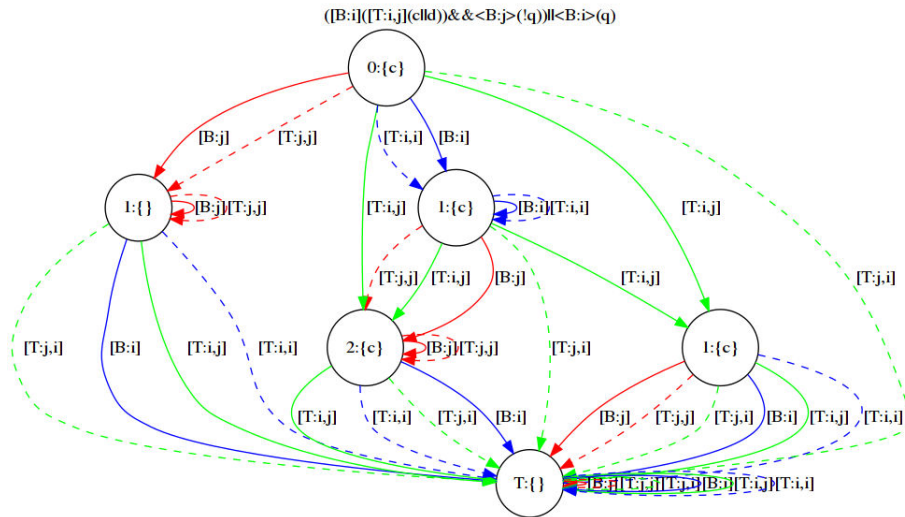 ([B:i]([T:i,j](c||d))&&<B:j>(!q))||<B:i>(q)
0:{c}
[B:j] [T:j,j] [T:i,i] [B:i]
1:{} [B:j] [T:j,j] [T:i,j] 1:{c} [B:i] [T:i,i] [T:i,j] [T:j,i]
[T:j,j] [T:i,j] [B:j] [T:i,j]
[T:j,i] [B:i] [T:i,j] [T:i,i] 2:{c} [B:j] [T:j,j] [T:j,i] 1:{c}
[T:i,j] [T:i,i] [T:j,i] [B:i] [B:j] [T:j,j] [T:j,i] [B:i] [T:i,j] [T:i,i]
T:{} [T:j,i] [B:i] [T:i,i]